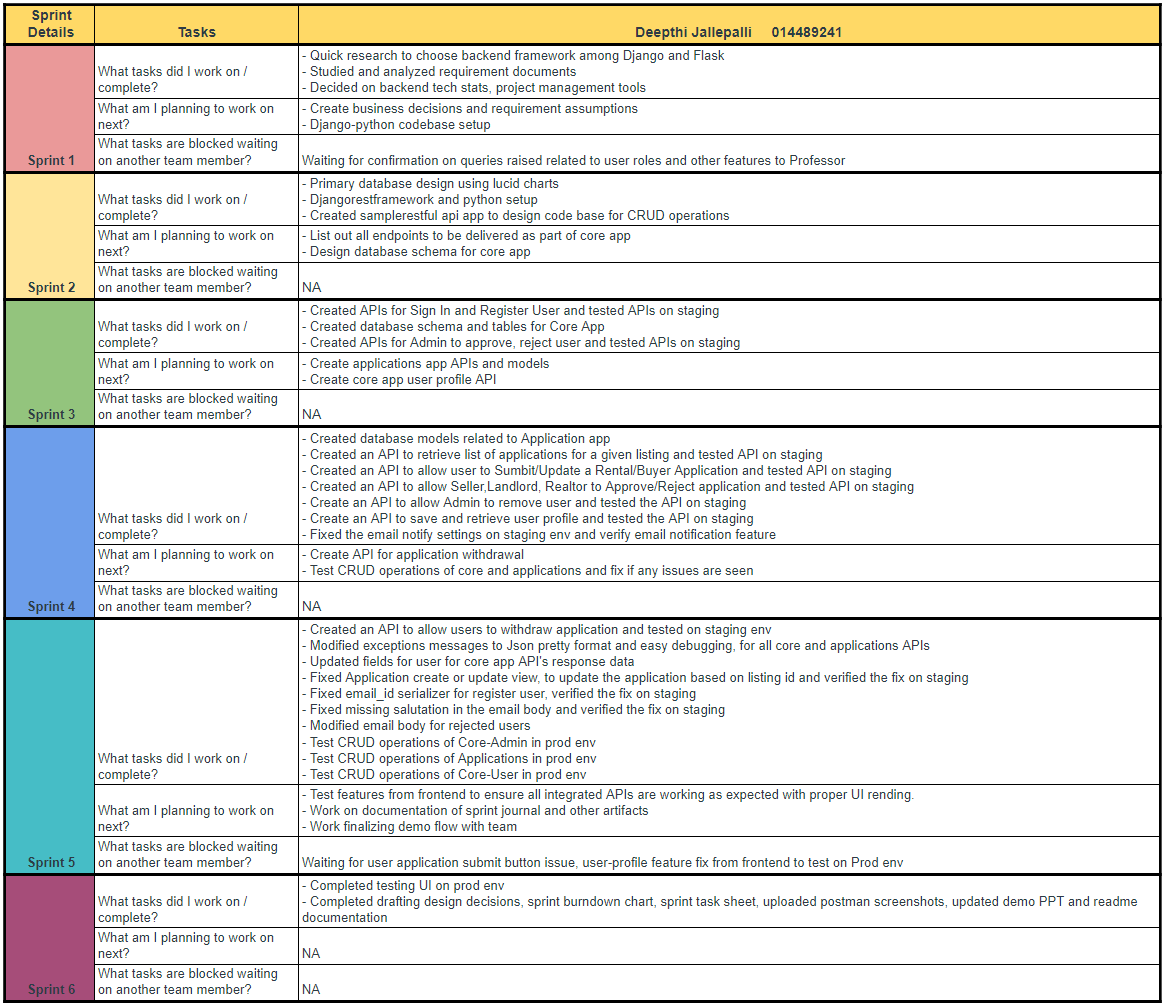 Sprint
Details
Tasks
Deepthi Jallepalli 014489241
Sprint 1
What tasks did I work on /
complete?
- Quick research to choose backend framework among Django and Flask
- Studied and analyzed requirement documents
- Decided on backend tech stats, project management tools
What am I planning to work on
next?
- Create business decisions and requirement assumptions
- Django-python codebase setup
What tasks are blocked waiting
on another team member?
Waiting for confirmation on queries raised related to user roles and other features to Professor
Sprint 2
What tasks did I work on /
complete?
- Primary database design using lucid charts
- Djangorestframework and python setup
- Created samplerestful api app to design code base for CRUD operations
What am I planning to work on
next?
- List out all endpoints to be delivered as part of core app
- Design database schema for core app
What tasks are blocked waiting
on another team member?
NA
Sprint 3
What tasks did I work on /
complete?
- Created APIs for Sign In and Register User and tested APIs on staging
- Created database schema and tables for Core App
- Created APIs for Admin to approve, reject user and tested APIs on staging
What am I planning to work on
next?
- Create applications app APIs and models
- Create core app user profile API
What tasks are blocked waiting
on another team member?
NA
Sprint 4
What tasks did I work on /
complete?
- Created database models related to Application app
- Created an API to retrieve list of applications for a given listing and tested API on staging
- Created an API to allow user to Sumbit/Update a Rental/Buyer Application and tested API on staging
- Created an API to allow Seller,Landlord, Realtor to Approve/Reject application and tested API on staging
- Create an API to allow Admin to remove user and tested the API on staging
- Create an API to save and retrieve user profile and tested the API on staging
- Fixed the email notify settings on staging env and verify email notification feature
What am I planning to work on
next?
- Create API for application withdrawal
- Test CRUD operations of core and applications and fix if any issues are seen
What tasks are blocked waiting
on another team member?
NA
Sprint 5
What tasks did I work on /
complete?
- Created an API to allow users to withdraw application and tested on staging env
- Modified exceptions messages to Json pretty format and easy debugging, for all core and applications APIs
- Updated fields for user for core app API's response data
- Fixed Application create or update view, to update the application based on listing id and verified the fix on staging
- Fixed email_id serializer for register user, verified the fix on staging
- Fixed missing salutation in the email body and verified the fix on staging
- Modified email body for rejected users
- Test CRUD operations of Core-Admin in prod env
- Test CRUD operations of Applications in prod env
- Test CRUD operations of Core-User in prod env
What am I planning to work on
next?
- Test features from frontend to ensure all integrated APIs are working as expected with proper UI rending.
- Work on documentation of sprint journal and other artifacts
- Work finalizing demo flow with team
What tasks are blocked waiting
on another team member?
Waiting for user application submit button issue, user-profile feature fix from frontend to test on Prod env
Sprint 6
What tasks did I work on /
complete?
- Completed testing UI on prod env
- Completed drafting design decisions, sprint burndown chart, sprint task sheet, uploaded postman screenshots, updated demo PPT and readme
documentation
What am I planning to work on
next?
NA
What tasks are blocked waiting
on another team member?
NA